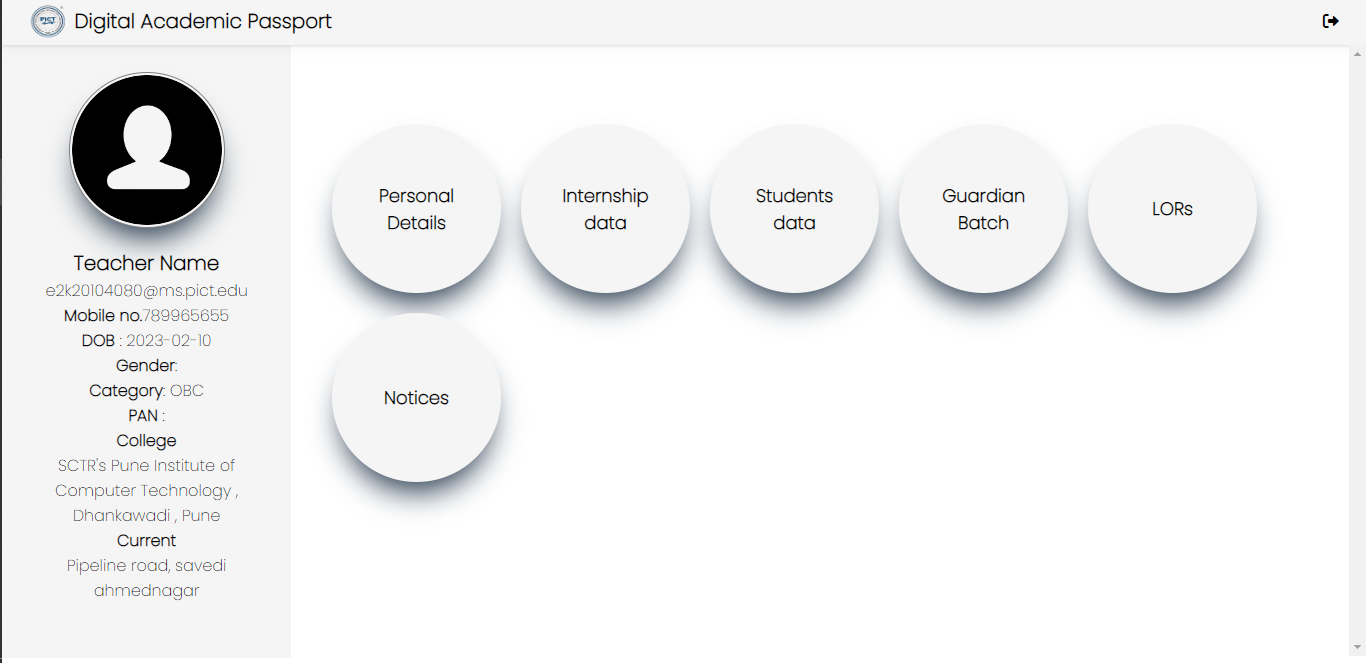 PICT
Digital Academic Passport
Teacher Name
e2k20104080@ms.pict.edu
Mobile no.789965655
DOB : 2023-02-10
Gender:
Category: OBC
PAN :
College
SCTR's Pune Institute of
Computer Technology ,
Dhankawadi , Pune
Current
Pipeline road, savedi
ahmednagar
Personal
Details
Internship
data
Students
data
Guardian
Batch
LORs
Notices